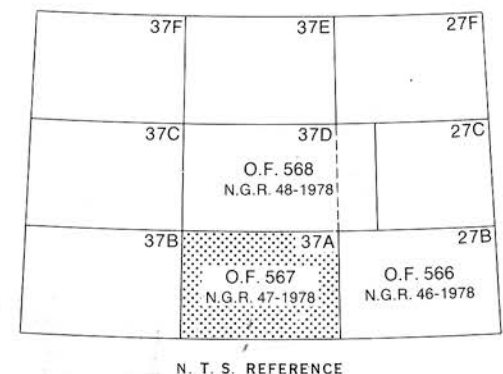 37F 37E 27F
37C 37D 27C
O.F. 568
N.G.R. 48-1978
37B 37A 27B
O.F. 567 O.F. 566
N.G.R. 47-1978 N.G.R. 46-1978
N. T. S. REFERENCE